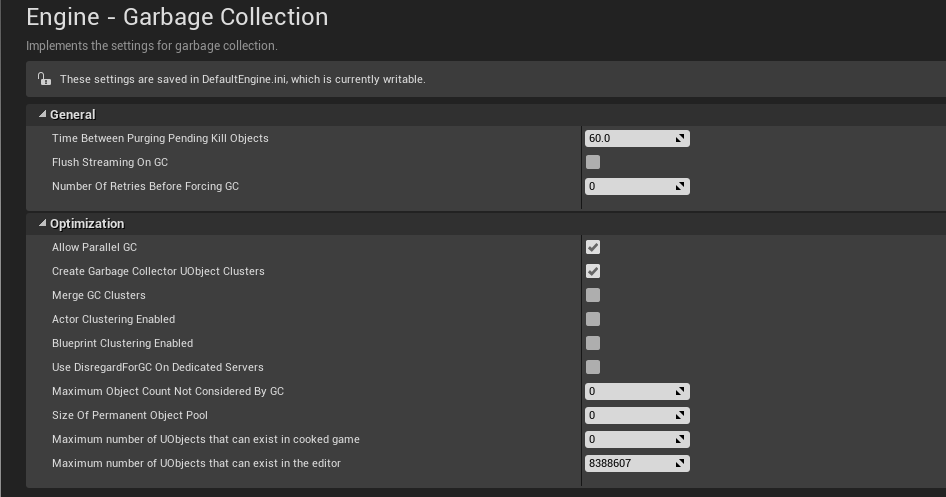 Engine - Garbage Collection
Implements the settings for garbage collection.
These settings are saved in DefaultEngine.ini, which is currently writable.
General
Time Between Purging Pending Kill Objects 60.0
Flush Streaming On GC
Number Of Retries Before Forcing GC 0
Optimization
Allow Parallel GC
Create Garbage Collector UObject Clusters
Merge GC Clusters
Actor Clustering Enabled
Blueprint Clustering Enabled
Use DisregardForGC On Dedicated Servers
Maximum Object Count Not Considered By GC 0
Size Of Permanent Object Pool 0
Maximum number of UObjects that can exist in cooked game 0
Maximum number of UObjects that can exist in the editor 8388607